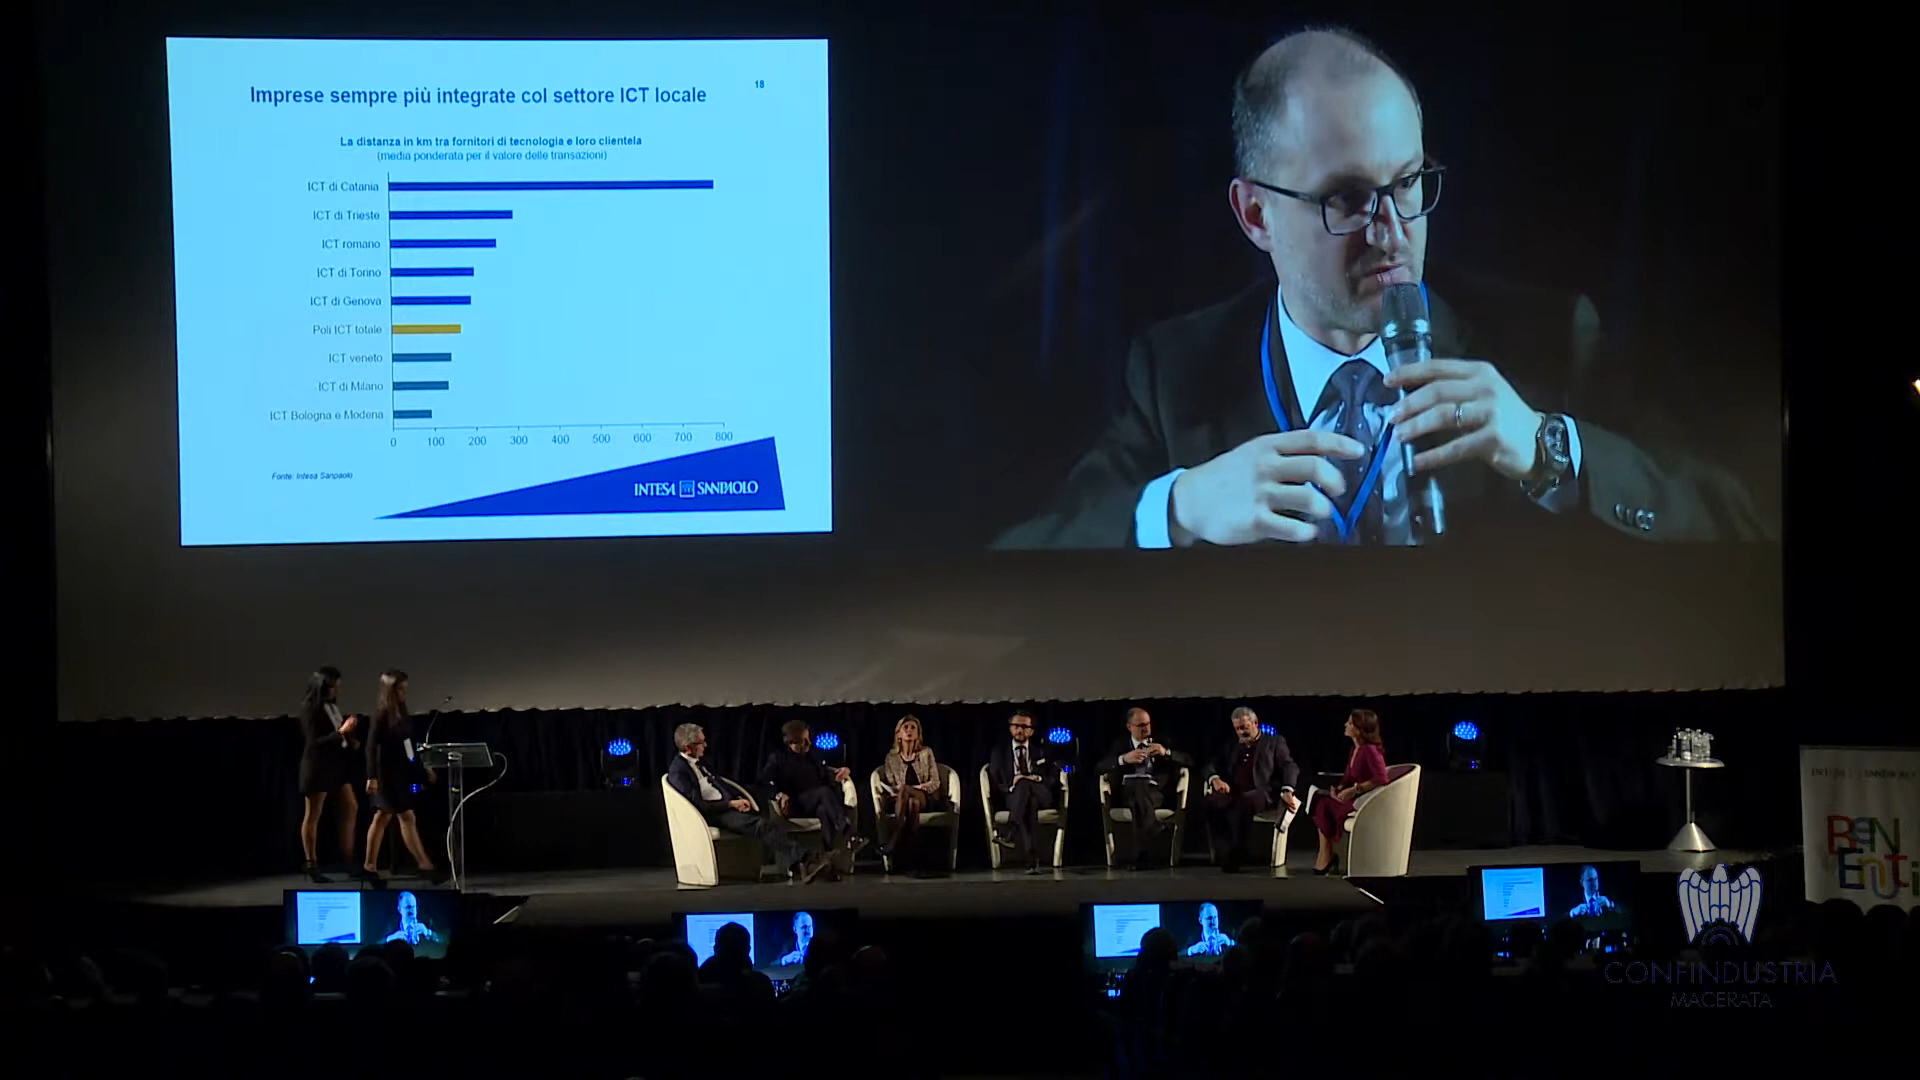 Imprese sempre più integrate col settore ICT locale
18
La distanza in km tra fornitori di tecnologia e loro clientela
(media ponderata per il valore delle transazioni)
ICT di Catania
ICT di Trieste
ICT romano
ICT di Torino
ICT di Genova
Poli ICT totale
ICT veneto
ICT di Milano
ICT Bologna e Modena
0 100 200 300 400 500 600 700 800
Fonte: Intesa Sanpaolo
INTESA SANPAOLO
INTESA SANPAOLO
CONFINDUSTRIA
MACERATA